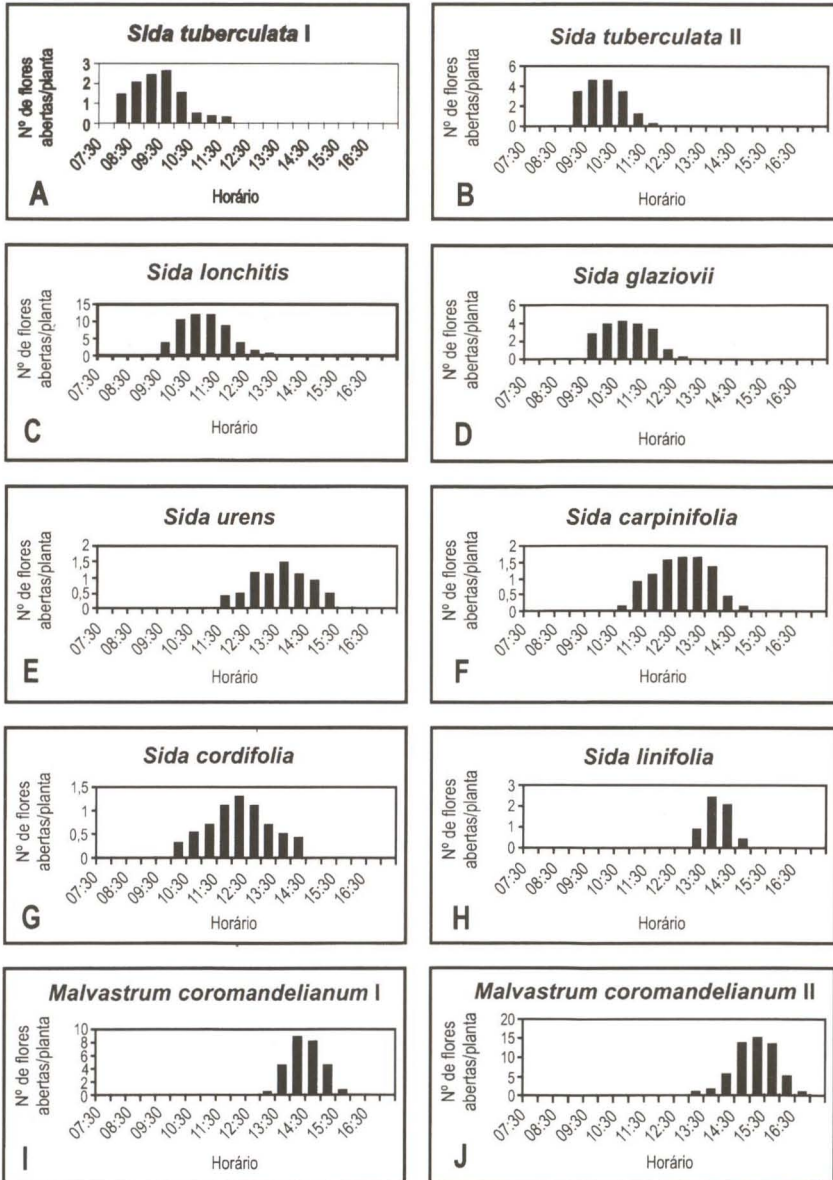 Sida tuberculata I
Nº de flores
abertas/planta
3
2
1
0
07:30 08:30 09:30 10:30 11:30 12:30 13:30 14:30 15:30 16:30
Horário
A
Sida tuberculata II
Nº de flores
abertas/planta
6
4
2
0
07:30 08:30 09:30 10:30 11:30 12:30 13:30 14:30 15:30 16:30
Horário
B
Sida lonchitis
Nº de flores
abertas/planta
15
10
5
0
07:30 08:30 09:30 10:30 11:30 12:30 13:30 14:30 15:30 16:30
Horário
C
Sida glaziovii
Nº de flores
abertas/planta
6
4
2
0
07:30 08:30 09:30 10:30 11:30 12:30 13:30 14:30 15:30 16:30
Horário
D
Sida urens
Nº de flores
abertas/planta
2
1,5
1
0,5
0
07:30 08:30 09:30 10:30 11:30 12:30 13:30 14:30 15:30 16:30
Horário
E
Sida carpinifolia
Nº de flores
abertas/planta
2
1,5
1
0,5
0
07:30 08:30 09:30 10:30 11:30 12:30 13:30 14:30 15:30 16:30
Horário
F
Sida cordifolia
Nº de flores
abertas/planta
1,5
1
0,5
0
07:30 08:30 09:30 10:30 11:30 12:30 13:30 14:30 15:30 16:30
Horário
G
Sida linifolia
Nº de flores
abertas/planta
3
2
1
0
07:30 08:30 09:30 10:30 11:30 12:30 13:30 14:30 15:30 16:30
Horário
H
Malvastrum coromandelianum I
Nº de flores
abertas/planta
10
8
6
4
2
0
07:30 08:30 09:30 10:30 11:30 12:30 13:30 14:30 15:30 16:30
Horário
I
Malvastrum coromandelianum II
Nº de flores
abertas/planta
20
15
10
5
0
07:30 08:30 09:30 10:30 11:30 12:30 13:30 14:30 15:30 16:30
Horário
J